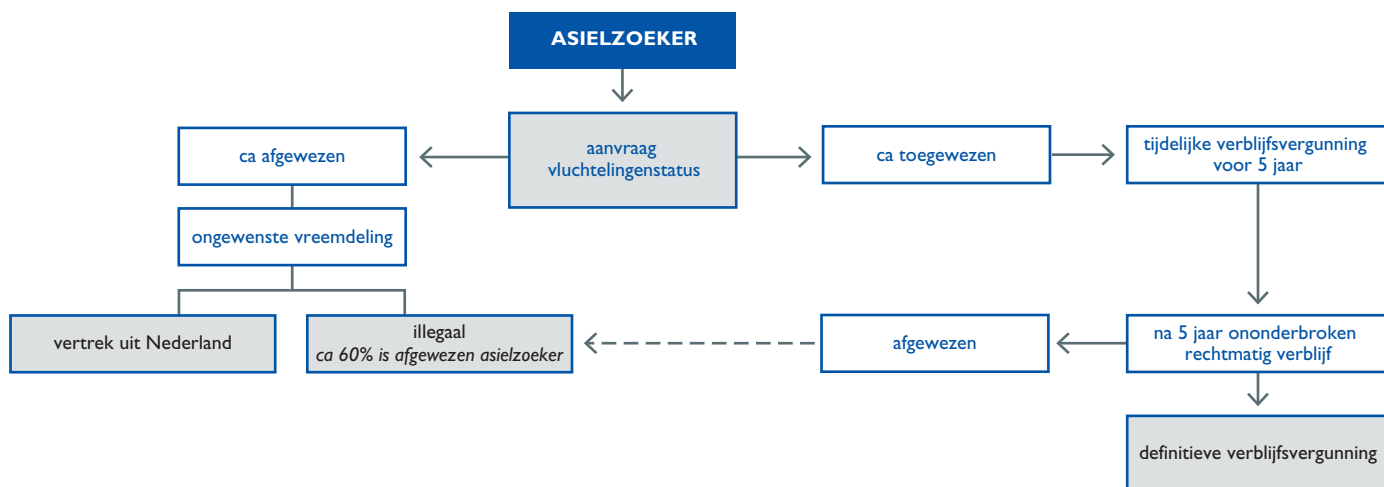 ASIELZOEKER
ca afgewezen
aanvraag
vluchtelingenstatus
ca toegewezen
tijdelijke verblijfsvergunning
voor 5 jaar
ongewenste vreemdeling
vertrek uit Nederland
illegaal
ca 60% is afgewezen asielzoeker
afgewezen
na 5 jaar ononderbroken
rechtmatig verblijf
definitieve verblijfsvergunning